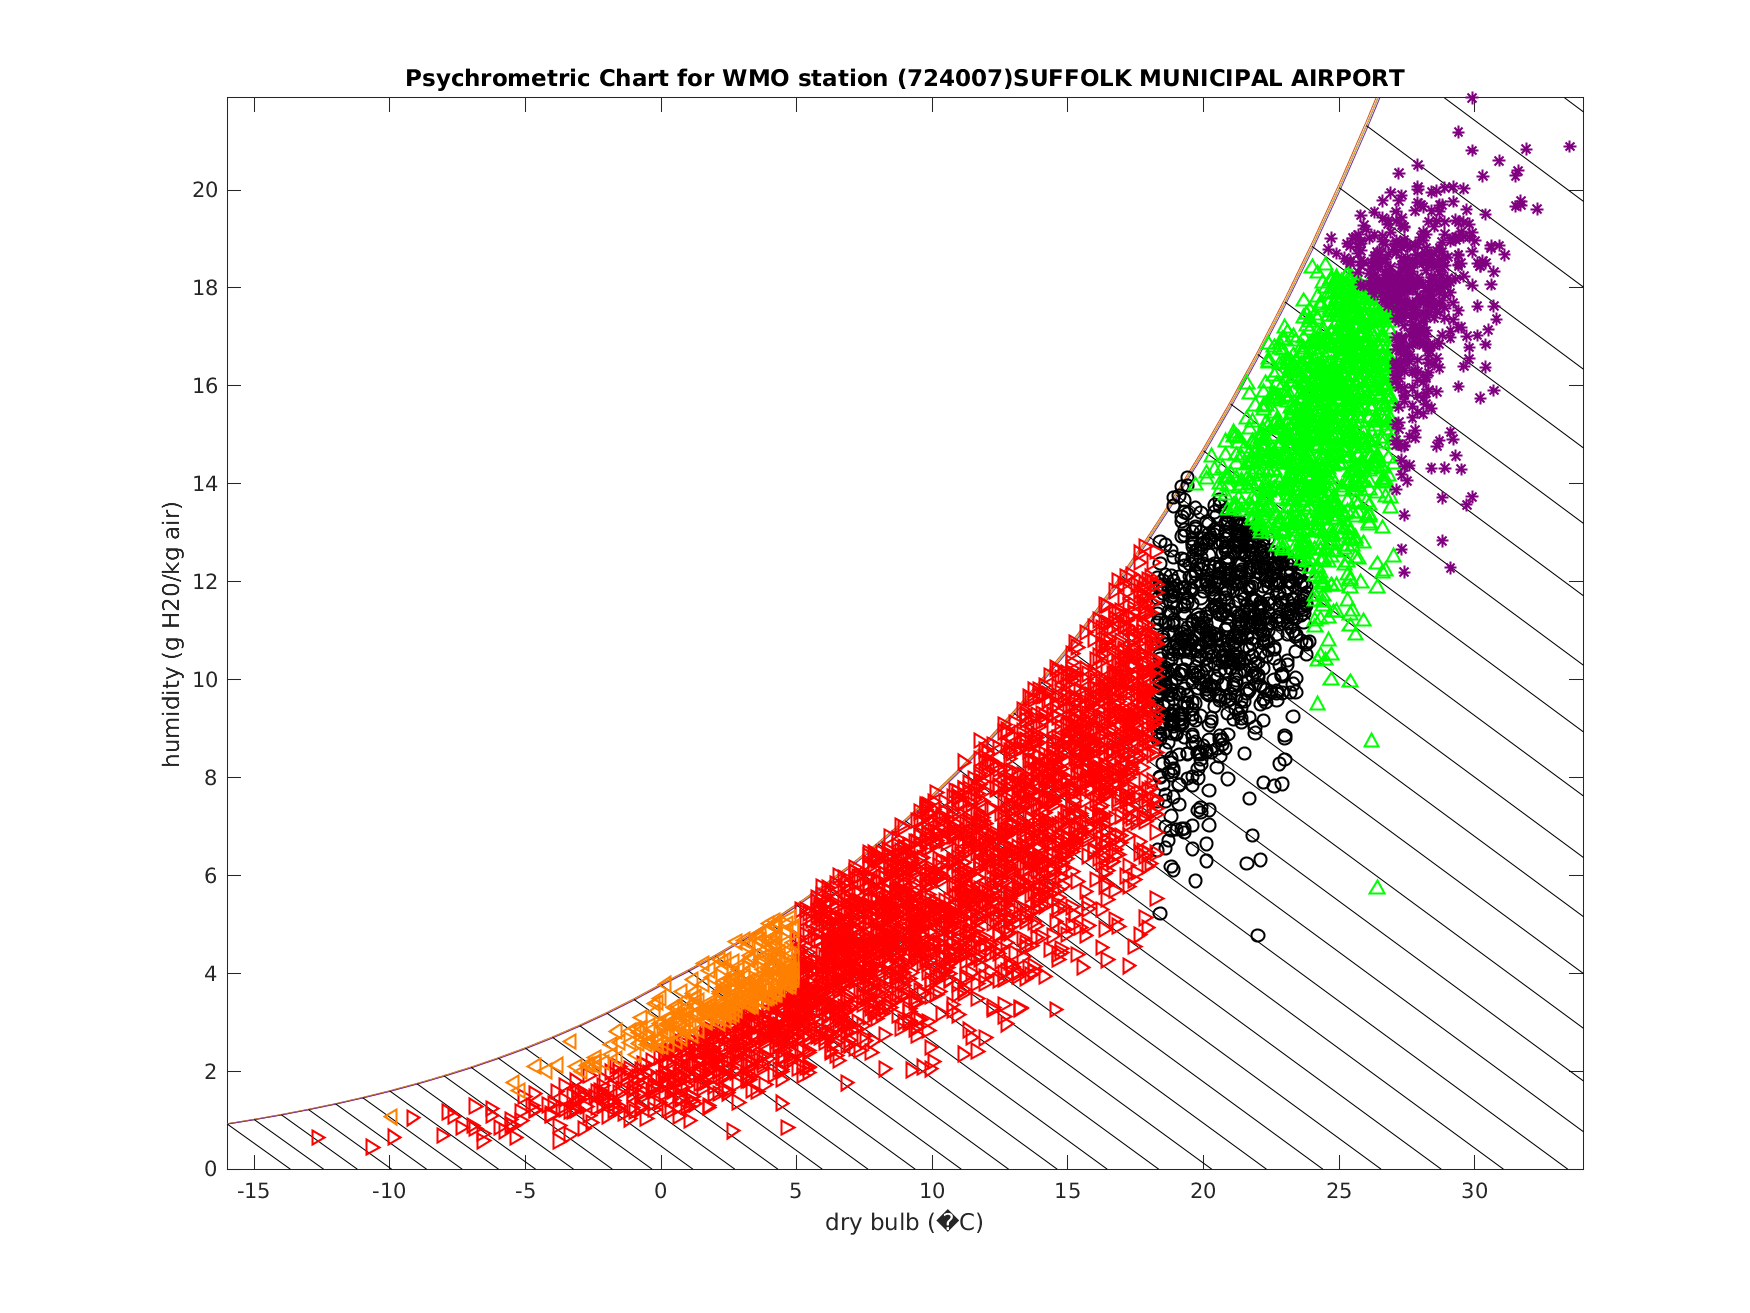 Psychrometric Chart for WMO station (724007)SUFFOLK MUNICIPAL AIRPORT
20
18
16
14
12
10
8
6
4
2
0
humidity (g H20/kg air)
-15 -10 -5 0 5 10 15 20 25 30
dry bulb (�C)